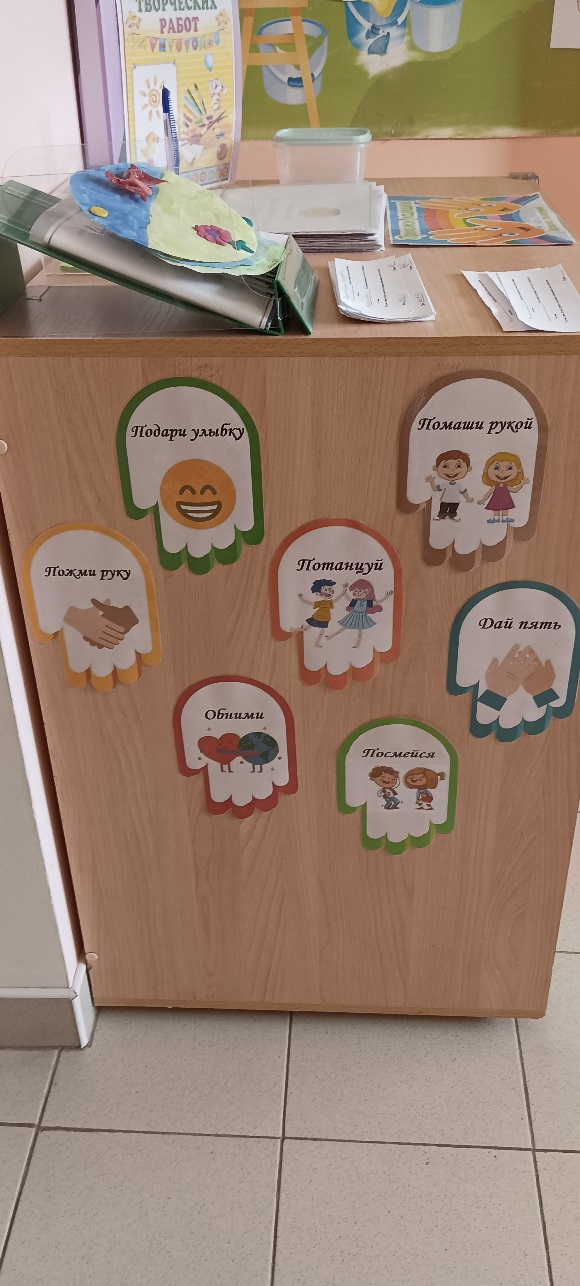 ТВОРЧЕСКИХ
РАБОТ
Подари улыбку
Помаши рукой
Пожми руку
Потанцуй
Дай пять
Обними
Посмейся